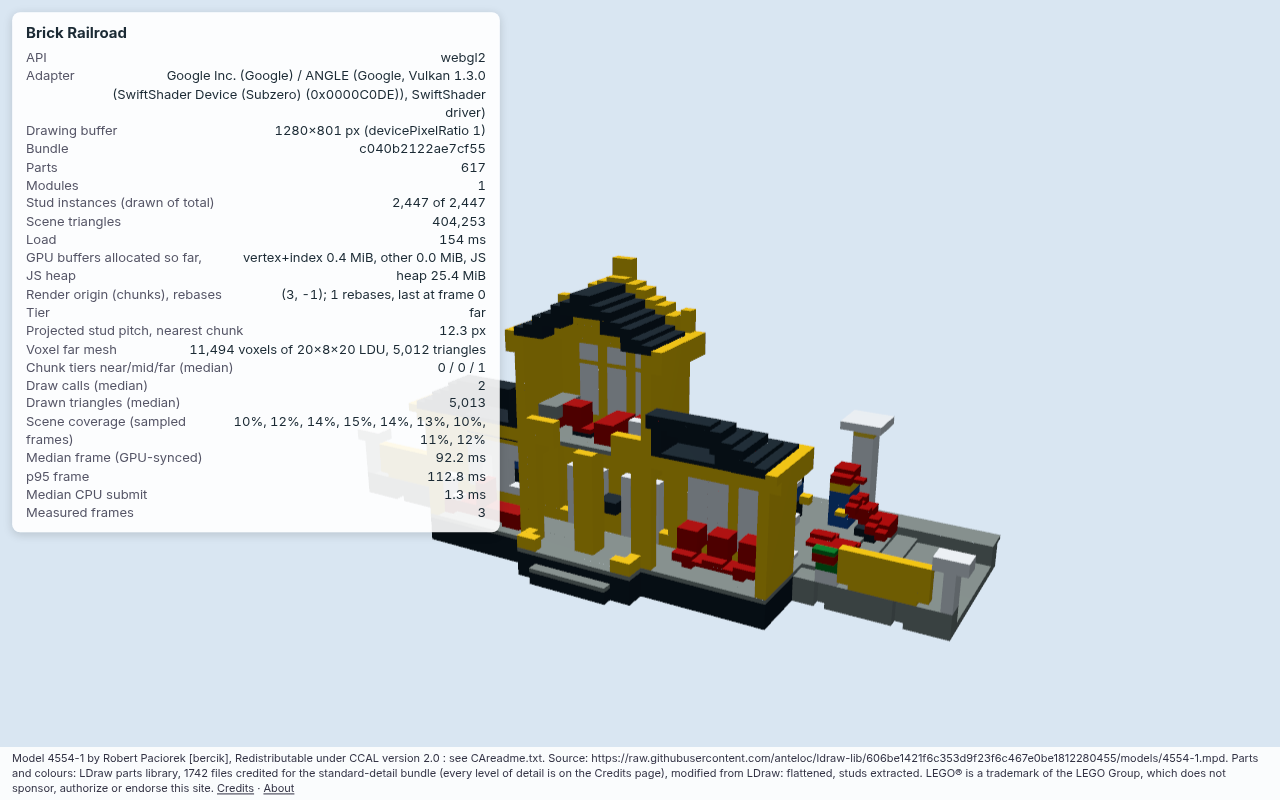 Brick Railroad
API webgl2
Adapter Google Inc. (Google) / ANGLE (Google, Vulkan 1.3.0
(SwiftShader Device (Subzero) (0x0000C0DE)), SwiftShader
driver)
Drawing buffer 1280×801 px (devicePixelRatio 1)
Bundle c040b2122ae7cf55
Parts 617
Modules 1
Stud instances (drawn of total) 2,447 of 2,447
Scene triangles 404,253
Load 154 ms
GPU buffers allocated so far, vertex+index 0.4 MiB, other 0.0 MiB, JS
JS heap heap 25.4 MiB
Render origin (chunks), rebases (3, -1); 1 rebases, last at frame 0
Tier far
Projected stud pitch, nearest chunk 12.3 px
Voxel far mesh 11,494 voxels of 20×8×20 LDU, 5,012 triangles
Chunk tiers near/mid/far (median) 0 / 0 / 1
Draw calls (median) 2
Drawn triangles (median) 5,013
Scene coverage (sampled 10%, 12%, 14%, 15%, 14%, 13%, 10%,
frames) 11%, 12%
Median frame (GPU-synced) 92.2 ms
p95 frame 112.8 ms
Median CPU submit 1.3 ms
Measured frames 3
Model 4554-1 by Robert Paciorek [bercik], Redistributable under CCAL version 2.0 : see CAreadme.txt. Source: https://raw.githubusercontent.com/anteloc/ldraw-lib/606be1421f6c353d9f23f6c467e0be1812280455/models/4554-1.mpd. Parts
and colours: LDraw parts library, 1742 files credited for the standard-detail bundle (every level of detail is on the Credits page), modified from LDraw: flattened, studs extracted. LEGO® is a trademark of the LEGO Group, which does not
sponsor, authorize or endorse this site. Credits · About